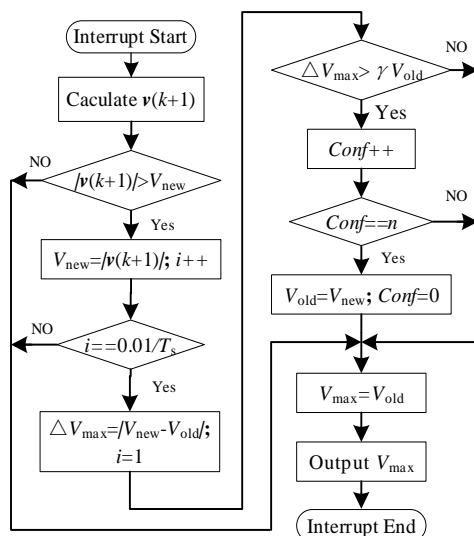 Interrupt Start
Caculate v(k+1)
NO
|v(k+1)|>Vnew
Yes
Vnew=|v(k+1)|; i++
NO
i==0.01/Ts
Yes
△Vmax=|Vnew-Vold|;
i=1
NO
△Vmax> γVold
Yes
Conf++
NO
Conf==n
Yes
Vold=Vnew; Conf=0
Vmax=Vold
Output Vmax
Interrupt End